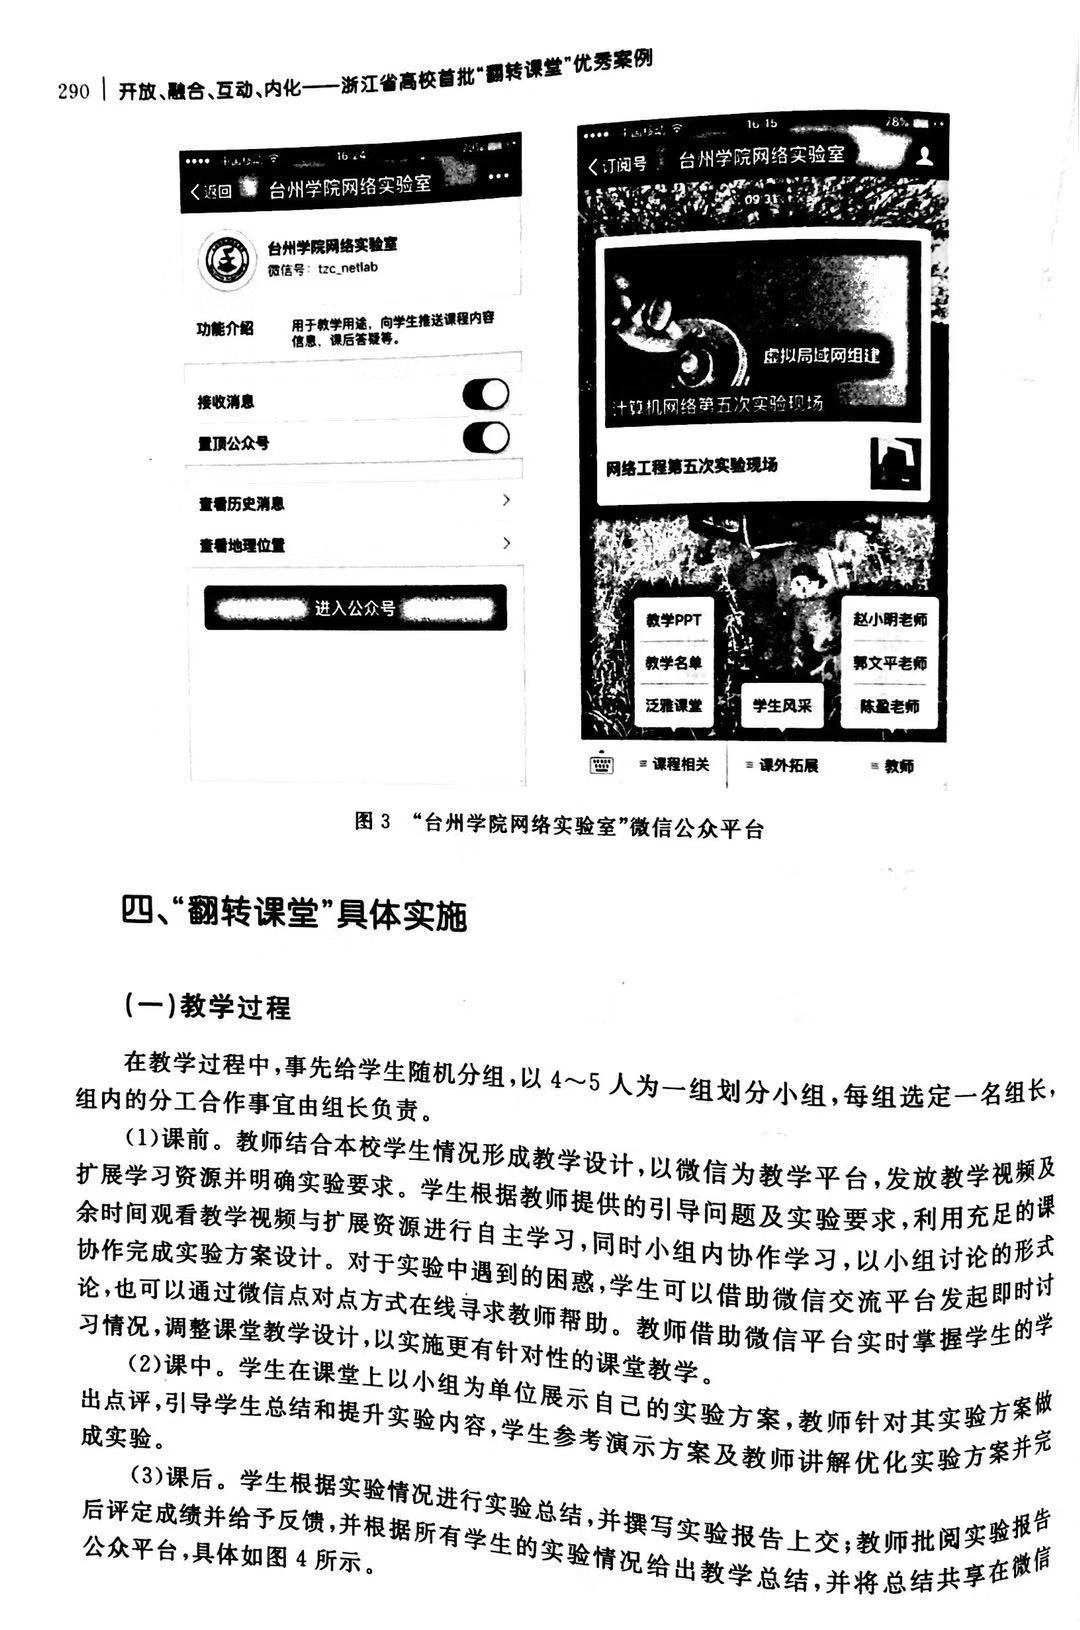 290 开放、融合、互动、内化——浙江省高校首批“翻转课堂”优秀案例
16 24
返回 台州学院网络实验室
台州学院网络实验室
微信号：tzc_netlab
功能介绍 用于教学用途，向学生推送课程内容
信息、课后答疑等。
接收消息
置顶公众号
查看历史消息
查看地理位置
进入公众号
16 15 78%
订阅号 台州学院网络实验室
09 31
虚拟局域网组建
计算机网络第五次实验现场
网络工程第五次实验现场
教学PPT
教学名单
泛雅课堂
学生风采
赵小明老师
郭文平老师
陈盈老师
课程相关 课外拓展 教师
图 3 “台州学院网络实验室”微信公众平台
四、“翻转课堂”具体实施
(一)教学过程
在教学过程中,事先给学生随机分组,以 4～5 人为一组划分小组,每组选定一名组长,
组内的分工合作事宜由组长负责。
(1)课前。教师结合本校学生情况形成教学设计,以微信为教学平台,发放教学视频及
扩展学习资源并明确实验要求。学生根据教师提供的引导问题及实验要求,利用充足的课
余时间观看教学视频与扩展资源进行自主学习,同时小组内协作学习,以小组讨论的形式
协作完成实验方案设计。对于实验中遇到的困惑,学生可以借助微信交流平台发起即时讨
论,也可以通过微信点对点方式在线寻求教师帮助。教师借助微信平台实时掌握学生的学
习情况,调整课堂教学设计,以实施更有针对性的课堂教学。
(2)课中。学生在课堂上以小组为单位展示自己的实验方案,教师针对其实验方案做
出点评,引导学生总结和提升实验内容,学生参考演示方案及教师讲解优化实验方案并完
成实验。
(3)课后。学生根据实验情况进行实验总结,并撰写实验报告上交;教师批阅实验报告
后评定成绩并给予反馈,并根据所有学生的实验情况给出教学总结,并将总结共享在微信
公众平台,具体如图 4 所示。